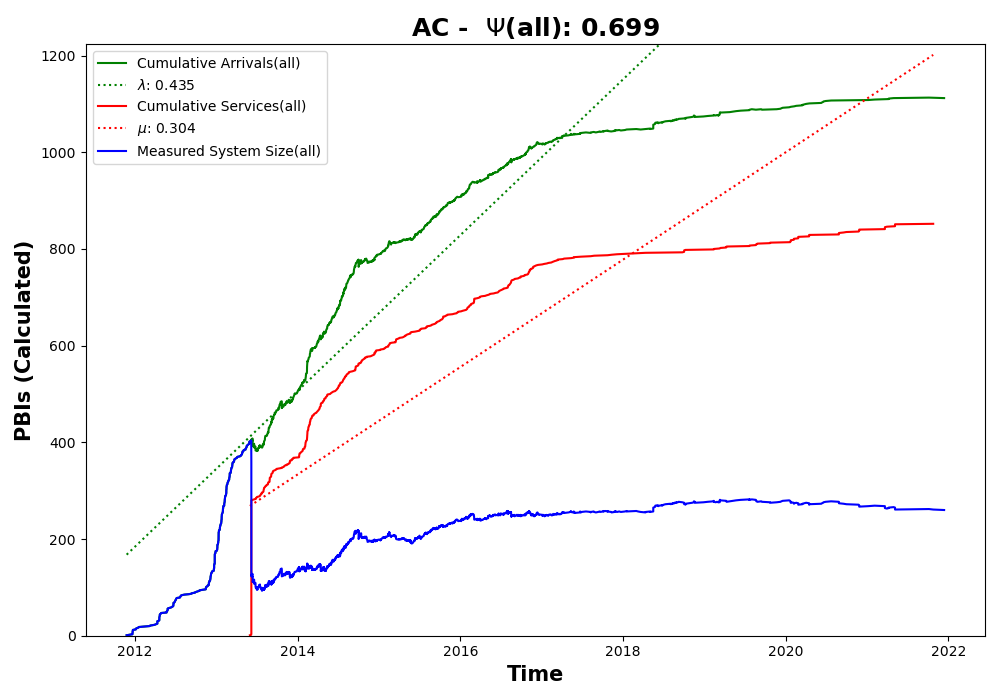 AC -  Ψ(all): 0.699
Cumulative Arrivals(all)
λ: 0.435
Cumulative Services(all)
μ: 0.304
Measured System Size(all)
PBIs (Calculated)
1200
1000
800
600
400
200
0
2012 2014 2016 2018 2020 2022
Time